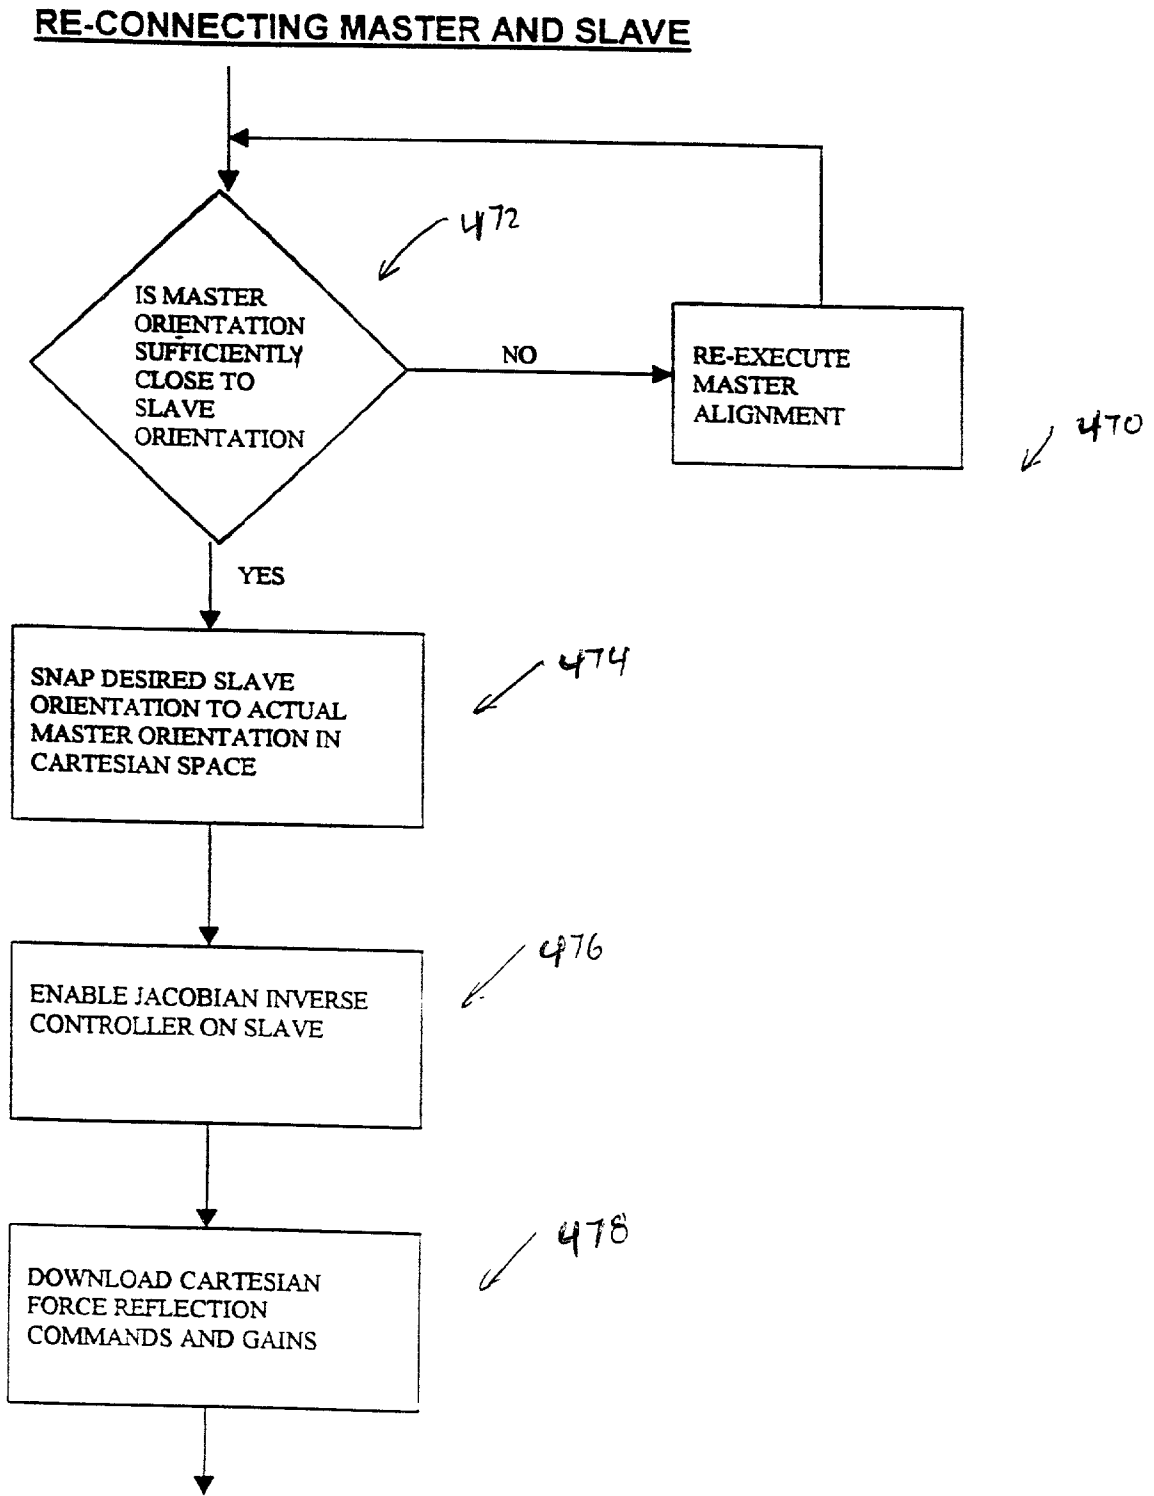 RE-CONNECTING MASTER AND SLAVE
472
IS MASTER
ORIENTATION
SUFFICIENTLY
CLOSE TO
SLAVE
ORIENTATION
NO
RE-EXECUTE
MASTER
ALIGNMENT
470
YES
SNAP DESIRED SLAVE
ORIENTATION TO ACTUAL
MASTER ORIENTATION IN
CARTESIAN SPACE
474
ENABLE JACOBIAN INVERSE
CONTROLLER ON SLAVE
476
DOWNLOAD CARTESIAN
FORCE REFLECTION
COMMANDS AND GAINS
478